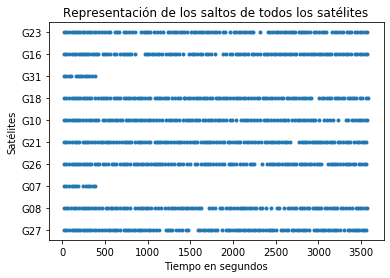 Representación de los saltos de todos los satélites
G23
G16
G31
G18
G10
G21
G26
G07
G08
G27
Satélites
0 500 1000 1500 2000 2500 3000 3500
Tiempo en segundos